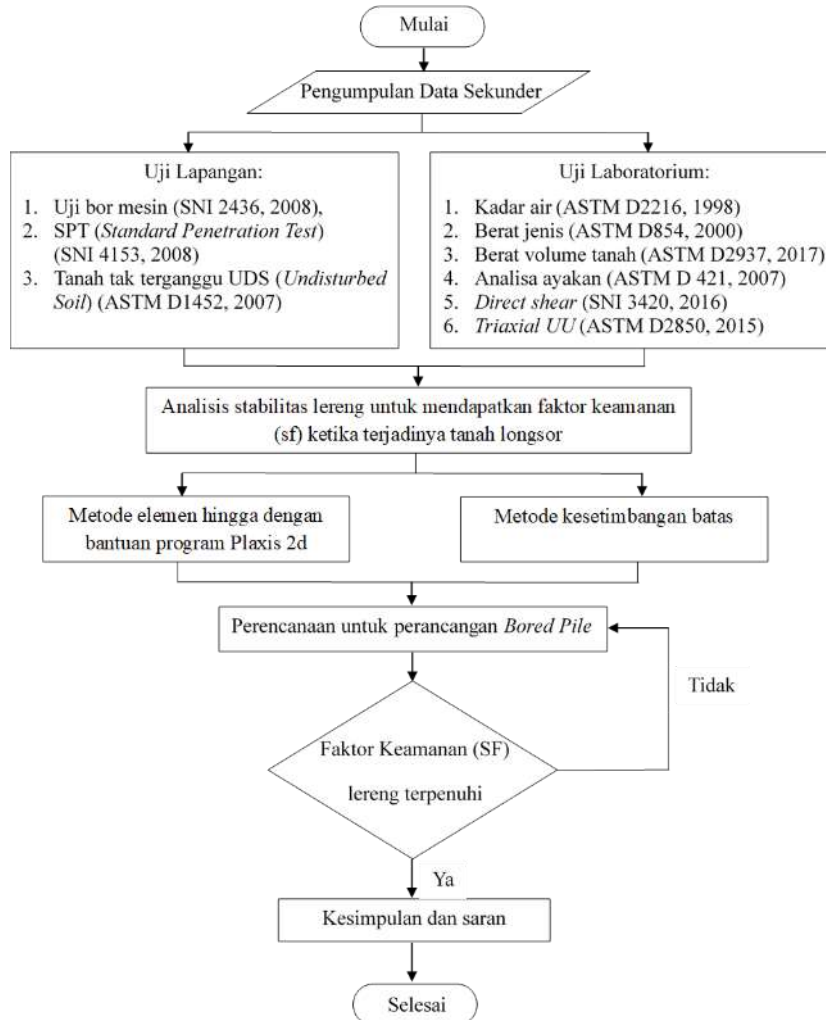 Mulai
Pengumpulan Data Sekunder
Uji Lapangan:
1. Uji bor mesin (SNI 2436, 2008),
2. SPT (Standard Penetration Test)
(SNI 4153, 2008)
3. Tanah tak terganggu UDS (Undisturbed
Soil) (ASTM D1452, 2007)
Uji Laboratorium:
1. Kadar air (ASTM D2216, 1998)
2. Berat jenis (ASTM D854, 2000)
3. Berat volume tanah (ASTM D2937, 2017)
4. Analisa ayakan (ASTM D 421, 2007)
5. Direct shear (SNI 3420, 2016)
6. Triaxial UU (ASTM D2850, 2015)
Analisis stabilitas lereng untuk mendapatkan faktor keamanan
(sf) ketika terjadinya tanah longsor
Metode elemen hingga dengan
bantuan program Plaxis 2d
Metode kesetimbangan batas
Perencanaan untuk perancangan Bored Pile
Tidak
Faktor Keamanan (SF)
lereng terpenuhi
Ya
Kesimpulan dan saran
Selesai